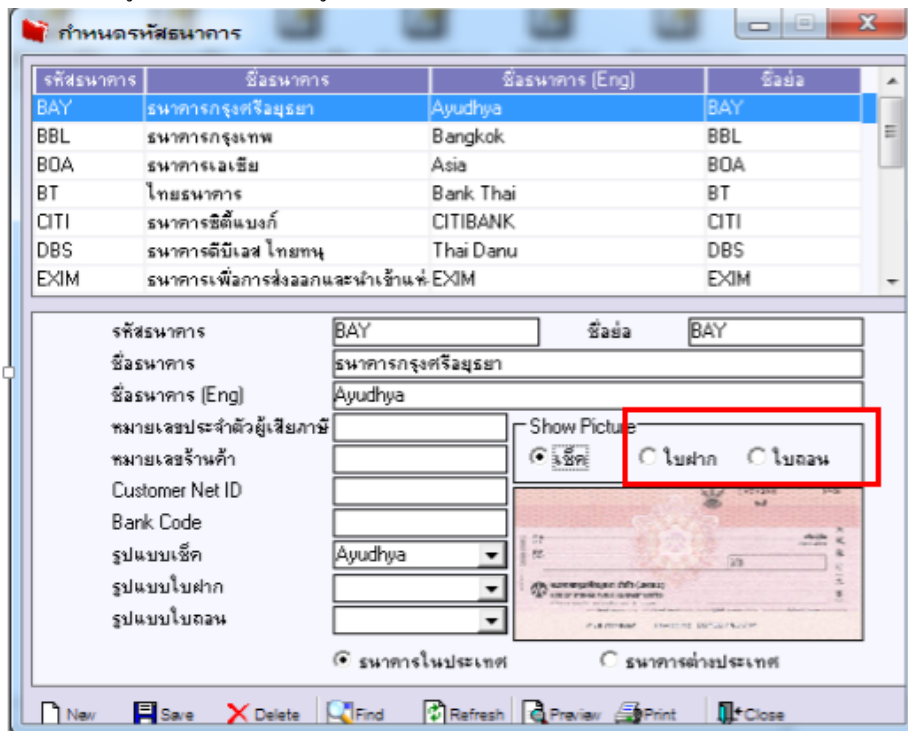 กำหนดรหัสธนาคาร
รหัสธนาคาร ชื่อธนาคาร ชื่อธนาคาร (Eng) ชื่อย่อ
BAY ธนาคารกรุงศรีอยุธยา Ayudhya BAY
BBL ธนาคารกรุงเทพ Bangkok BBL
BOA ธนาคารเอเชีย Asia BOA
BT ไทยธนาคาร Bank Thai BT
CITI ธนาคารซิตี้แบงก์ CITIBANK CITI
DBS ธนาคารดีบีเอส ไทยทนุ Thai Danu DBS
EXIM ธนาคารเพื่อการส่งออกและนำเข้าแห่ EXIM EXIM
รหัสธนาคาร BAY ชื่อย่อ BAY
ชื่อธนาคาร ธนาคารกรุงศรีอยุธยา
ชื่อธนาคาร (Eng) Ayudhya
หมายเลขประจำตัวผู้เสียภาษี Show Picture
หมายเลขร้านค้า เช็ค ใบฝาก ใบถอน
Customer Net ID
Bank Code
รูปแบบเช็ค Ayudhya
รูปแบบใบฝาก
รูปแบบใบถอน
ธนาคารในประเทศ ธนาคารต่างประเทศ
New Save Delete Find Refresh Preview Print Close